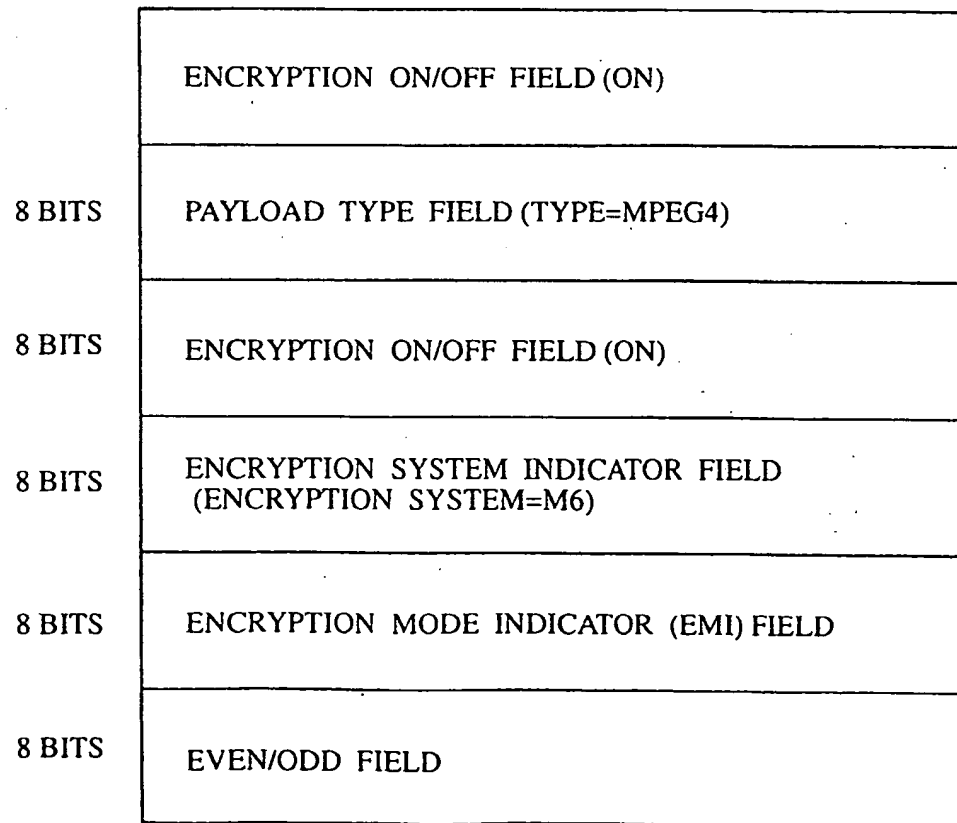 ENCRYPTION ON/OFF FIELD (ON)
8 BITS PAYLOAD TYPE FIELD (TYPE=MPEG4)
8 BITS ENCRYPTION ON/OFF FIELD (ON)
8 BITS ENCRYPTION SYSTEM INDICATOR FIELD
(ENCRYPTION SYSTEM=M6)
8 BITS ENCRYPTION MODE INDICATOR (EMI) FIELD
8 BITS EVEN/ODD FIELD